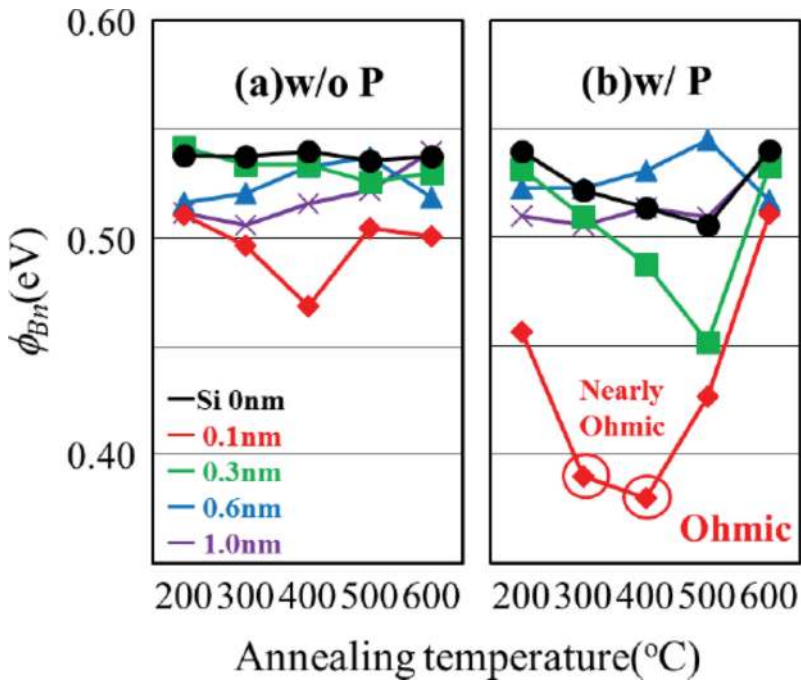 0.60
0.50
0.40
ϕBn(eV)
(a)w/o P
(b)w/ P
Si 0nm
0.1nm
0.3nm
0.6nm
1.0nm
Nearly
Ohmic
Ohmic
200 300 400 500 600
200 300 400 500 600
Annealing temperature(°C)